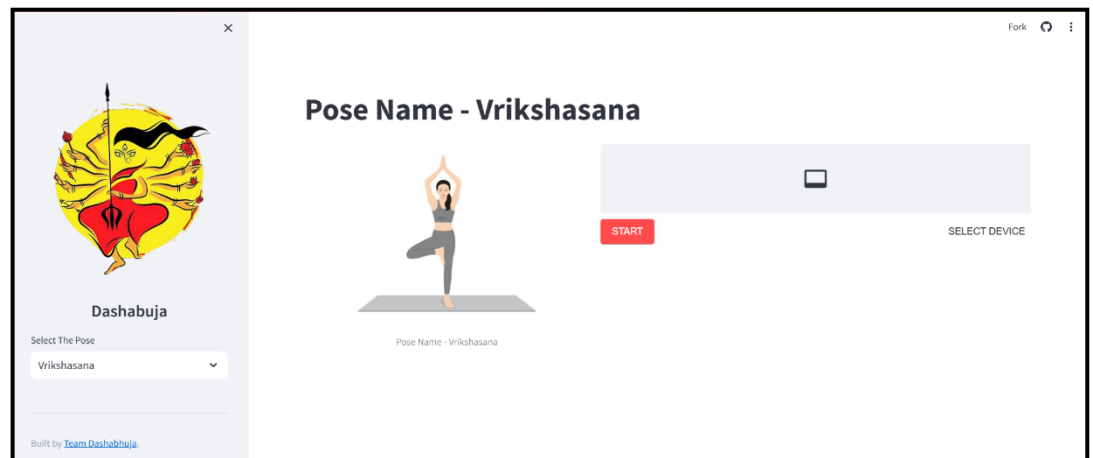 Fork
Dashabuja
Select The Pose
Vrikshasana
Built by Team Dashabhuja.
Pose Name - Vrikshasana
Pose Name - Vrikshasana
START
SELECT DEVICE